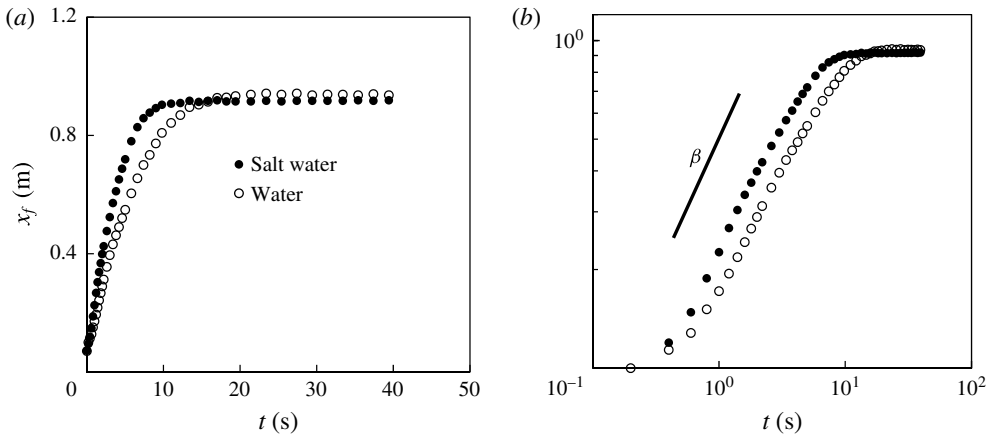 (a)
1.2
0.8
0.4
0
10
20
30
40
50
x_f (m)
t (s)
Salt water
Water
(b)
10^0
10^{-1}
10^0
10^1
10^2
β
t (s)